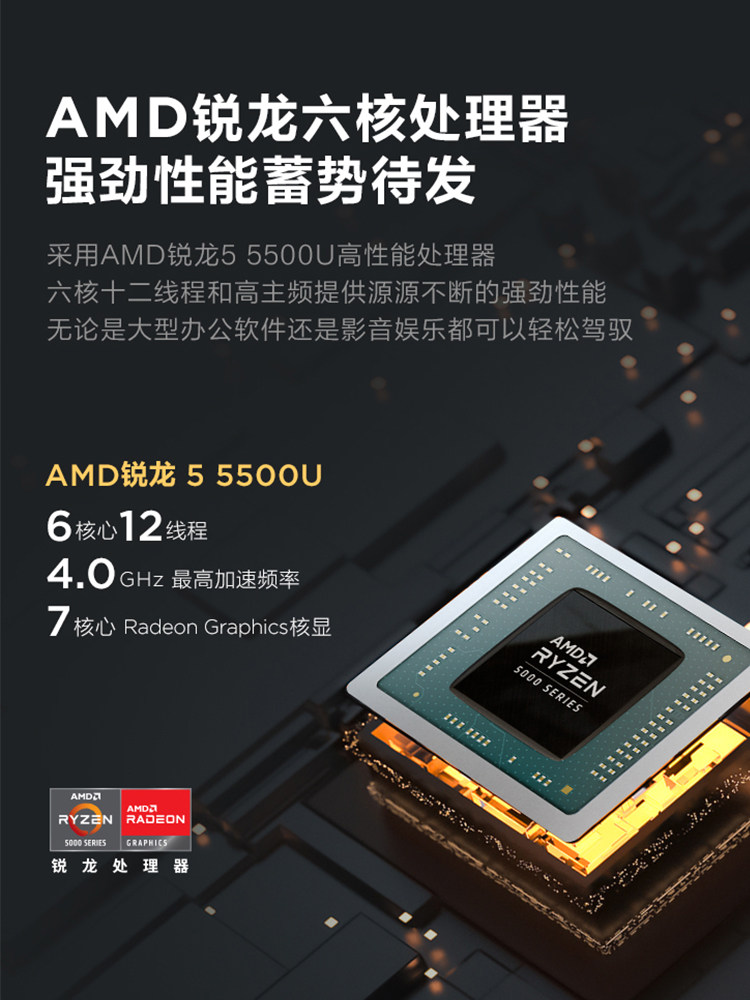 AMD锐龙六核处理器
强劲性能蓄势待发
采用AMD锐龙5 5500U高性能处理器
六核十二线程和高主频提供源源不断的强劲性能
无论是大型办公软件还是影音娱乐都可以轻松驾驭
AMD锐龙 5 5500U
6核心12线程
4.0GHz 最高加速频率
7核心 Radeon Graphics核显
AMD
RYZEN
5000 SERIES
AMD
RYZEN
5000 SERIES
AMD
RADEON
GRAPHICS
锐龙处理器